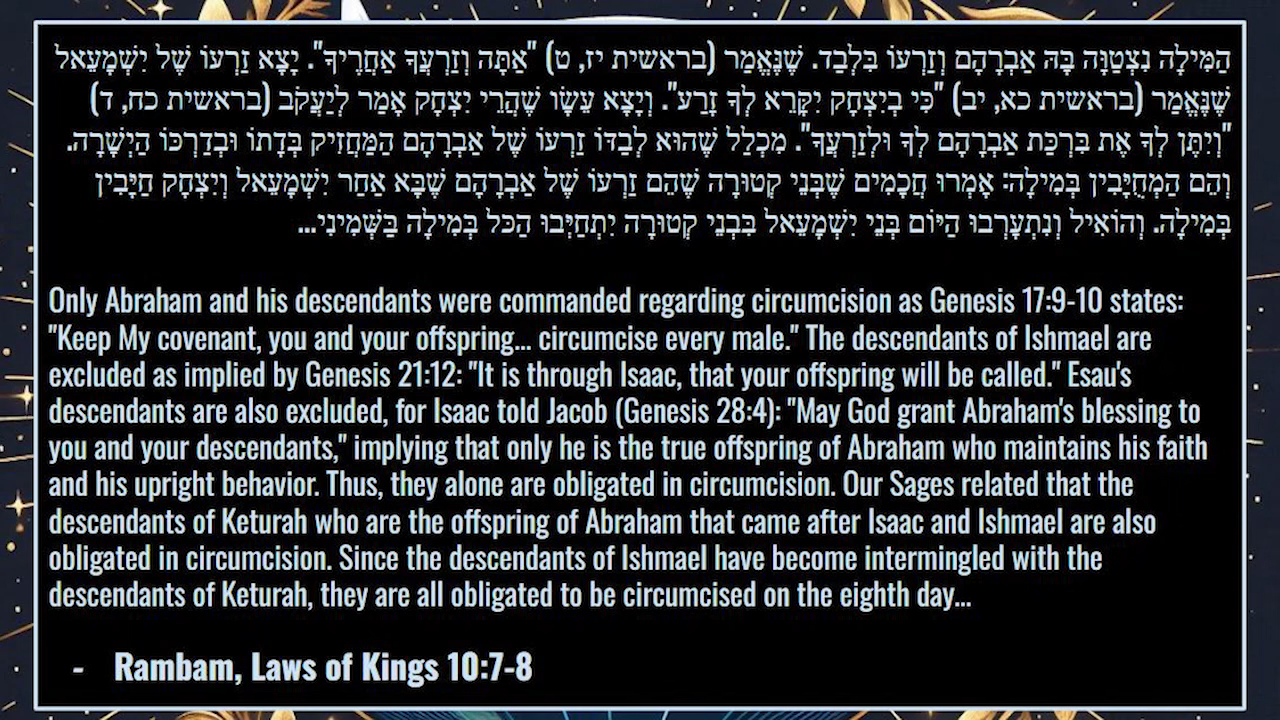 הַמִּילָה נִצְטַוָּה בָּהּ אַבְרָהָם וְזַרְעוֹ בִּלְבַד. שֶׁנֶּאֱמַר (בראשית יז, ט) "אַתָּה וְזַרְעֲךָ אַחֲרֶיךָ". יָצָא זַרְעוֹ שֶׁל יִשְׁמָעֵאל
שֶׁנֶּאֱמַר (בראשית כא, יב) "כִּי בְיִצְחָק יִקָּרֵא לְךָ זָרַע". וְיָצָא עֵשָׂו שֶׁהֲרֵי יִצְחָק אָמַר לְיַעֲקֹב (בראשית כח, ד)
"וְיִתֶּן לְךָ אֶת בִּרְכַּת אַבְרָהָם לְךָ וּלְזַרְעֲךָ". מִכְלַל שֶׁהוּא לְבַדּוֹ זַרְעוֹ שֶׁל אַבְרָהָם הַמַּחֲזִיק בְּדָתוֹ וּבְדַרְכּוֹ הַיְשָׁרָה.
וְהֵם הַמְחֻיָּבִין בְּמִילָה: אָמְרוּ חֲכָמִים שֶׁבְּנֵי קְטוּרָה שֶׁהֵם זַרְעוֹ שֶׁל אַבְרָהָם שֶׁבָּא אַחַר יִשְׁמָעֵאל וְיִצְחָק חַיָּבִין
בְּמִילָה. וְהוֹאִיל וְנִתְעָרְבוּ הַיּוֹם בְּנֵי יִשְׁמָעֵאל בִּבְנֵי קְטוּרָה יִתְחַיְּבוּ הַכּל בְּמִילָה בַּשְּׁמִינִי...
Only Abraham and his descendants were commanded regarding circumcision as Genesis 17:9-10 states:
"Keep My covenant, you and your offspring... circumcise every male." The descendants of Ishmael are
excluded as implied by Genesis 21:12: "It is through Isaac, that your offspring will be called." Esau's
descendants are also excluded, for Isaac told Jacob (Genesis 28:4): "May God grant Abraham's blessing to
you and your descendants," implying that only he is the true offspring of Abraham who maintains his faith
and his upright behavior. Thus, they alone are obligated in circumcision. Our Sages related that the
descendants of Keturah who are the offspring of Abraham that came after Isaac and Ishmael are also
obligated in circumcision. Since the descendants of Ishmael have become intermingled with the
descendants of Keturah, they are all obligated to be circumcised on the eighth day...
- Rambam, Laws of Kings 10:7-8